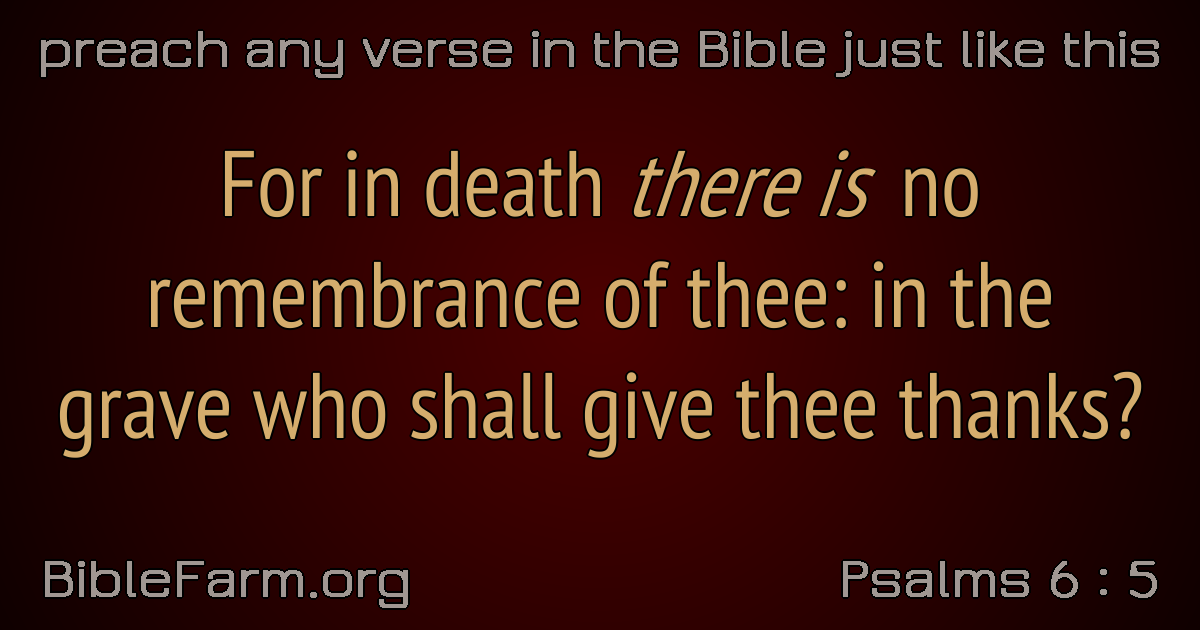 preach any verse in the Bible just like this
For in death there is no
remembrance of thee: in the
grave who shall give thee thanks?
BibleFarm.org
Psalms 6 : 5